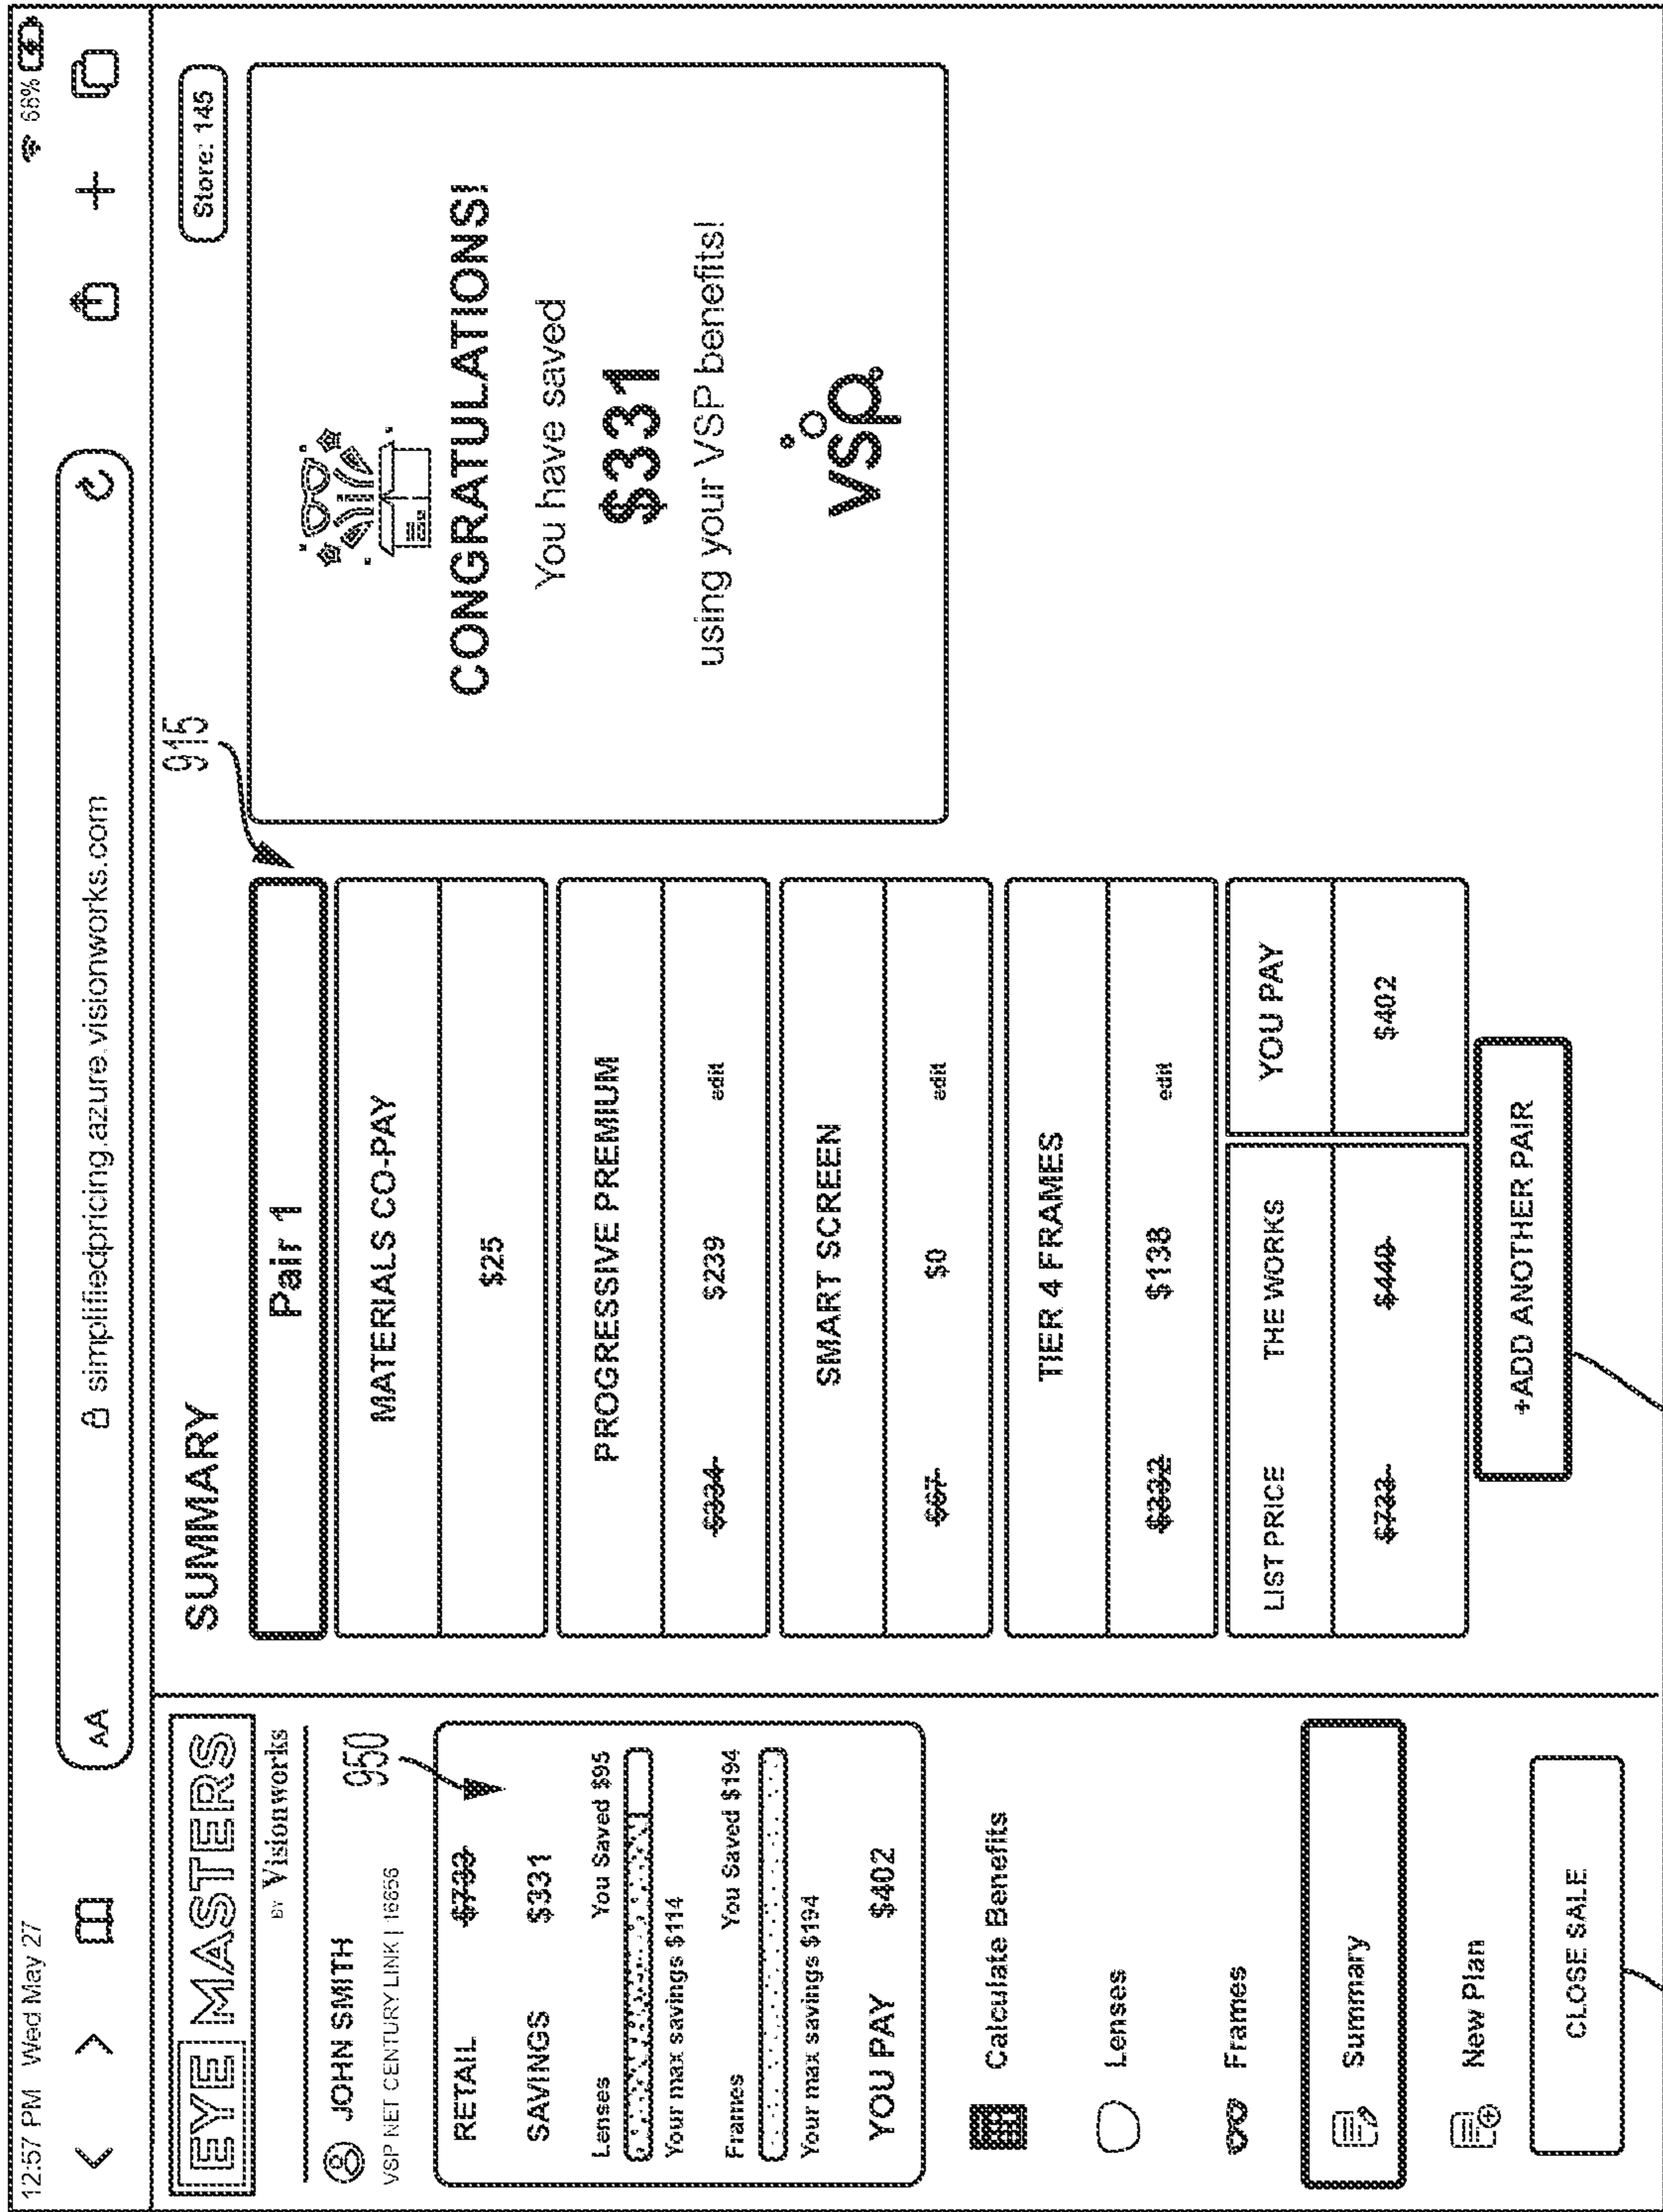 12:57 PM Wed May 27
68%
AA
simplifiedpricing.azure.visionworks.com
EYE MASTERS
BY Visionworks
JOHN SMITH
VSP NET CENTURY LINK | 16656
950
RETAIL $733
SAVINGS $331
Lenses You Saved $95
Your max savings $114
Frames You Saved $194
Your max savings $194
YOU PAY $402
Calculate Benefits
Lenses
Frames
Summary
New Plan
CLOSE SALE
SUMMARY
Store: 145
915
Pair 1
MATERIALS CO-PAY
$25
PROGRESSIVE PREMIUM
$334 $239 edit
SMART SCREEN
$67 $0 edit
TIER 4 FRAMES
$332 $138 edit
LIST PRICE THE WORKS YOU PAY
$733 $440 $402
+ADD ANOTHER PAIR
CONGRATULATIONS!
You have saved
$331
using your VSP benefits!
vsp